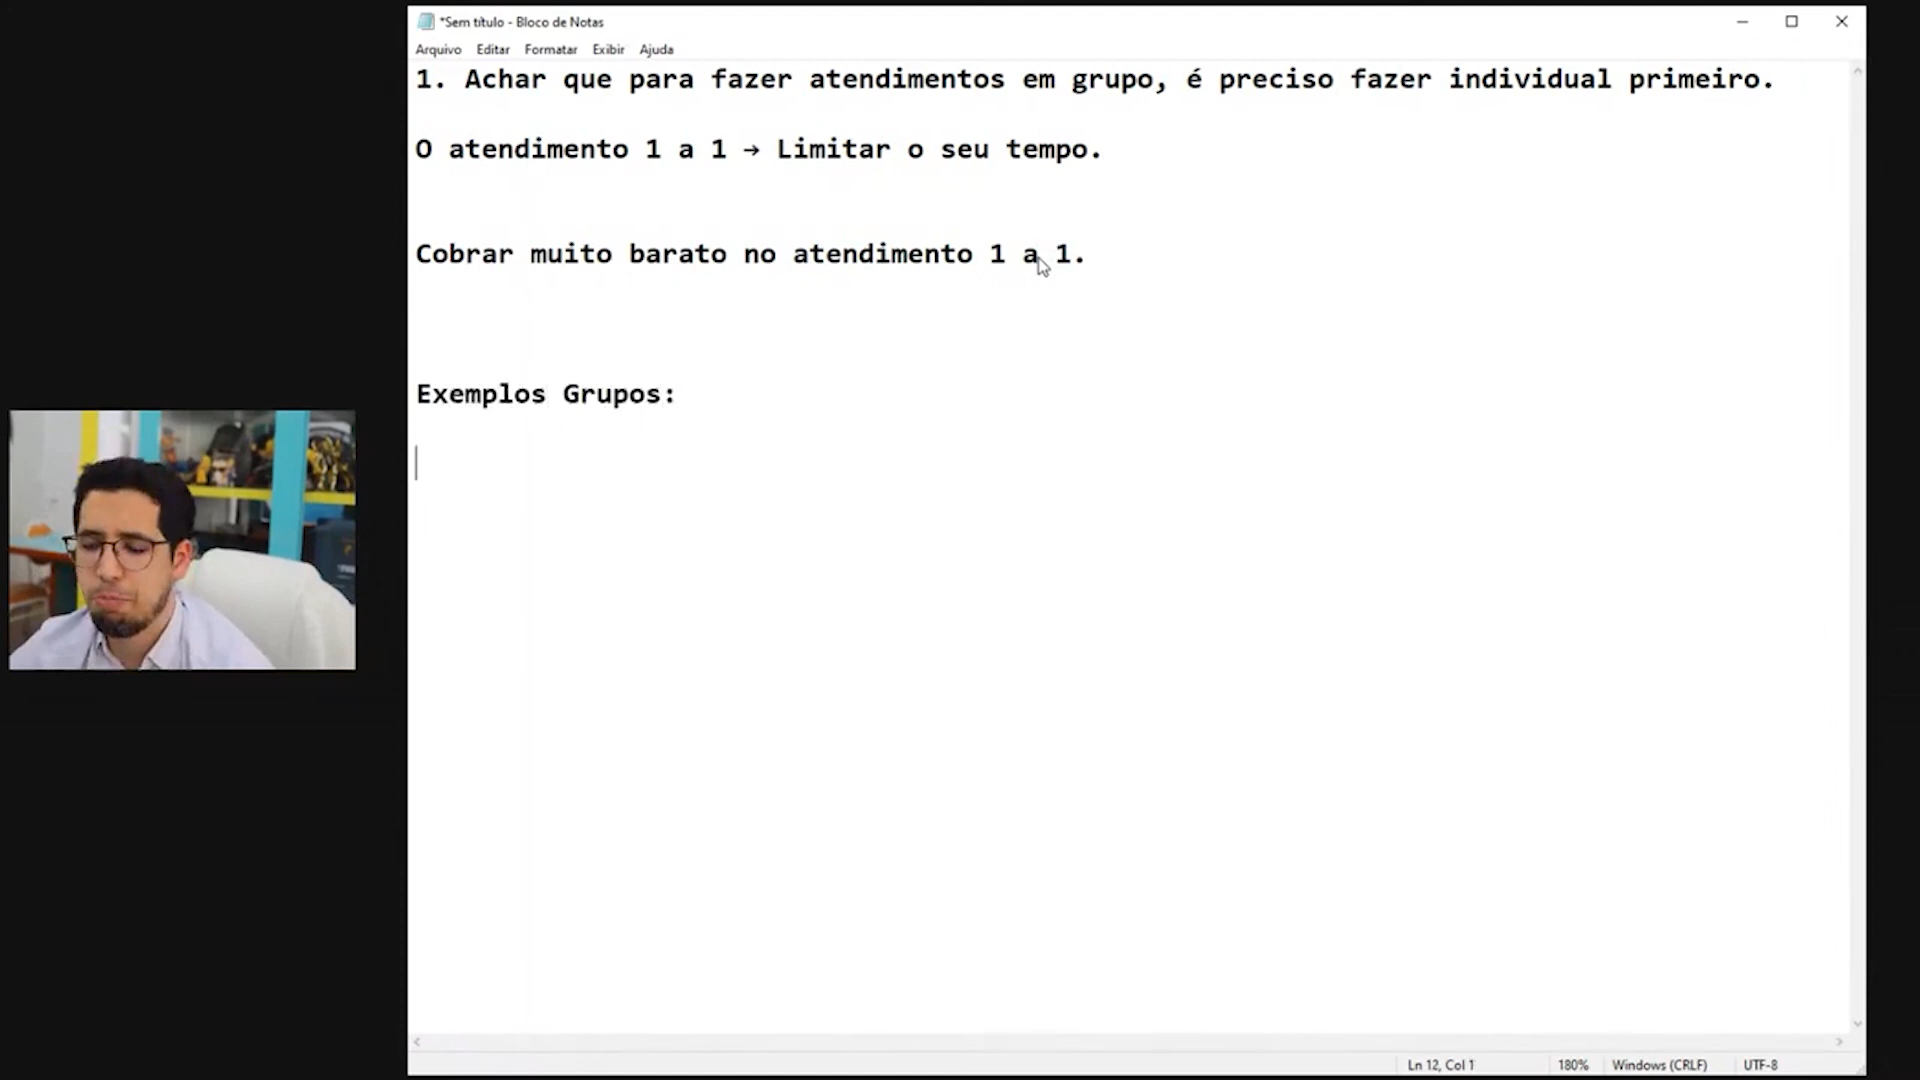 *Sem título - Bloco de Notas
Arquivo Editar Formatar Exibir Ajuda
1. Achar que para fazer atendimentos em grupo, é preciso fazer individual primeiro.
O atendimento 1 a 1 → Limitar o seu tempo.
Cobrar muito barato no atendimento 1 a 1.
Exemplos Grupos:
Ln 12, Col 1 180% Windows (CRLF) UTF-8